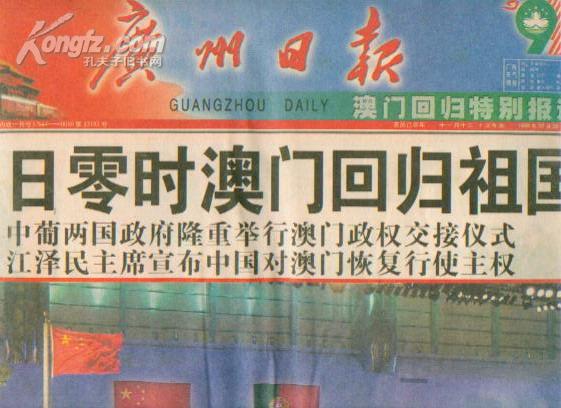 Kongfz.com
孔夫子旧书网
廣州日報
GUANGZHOU DAILY
澳门回归特别报道
日零时澳门回归祖国
中葡两国政府隆重举行澳门政权交接仪式
江泽民主席宣布中国对澳门恢复行使主权